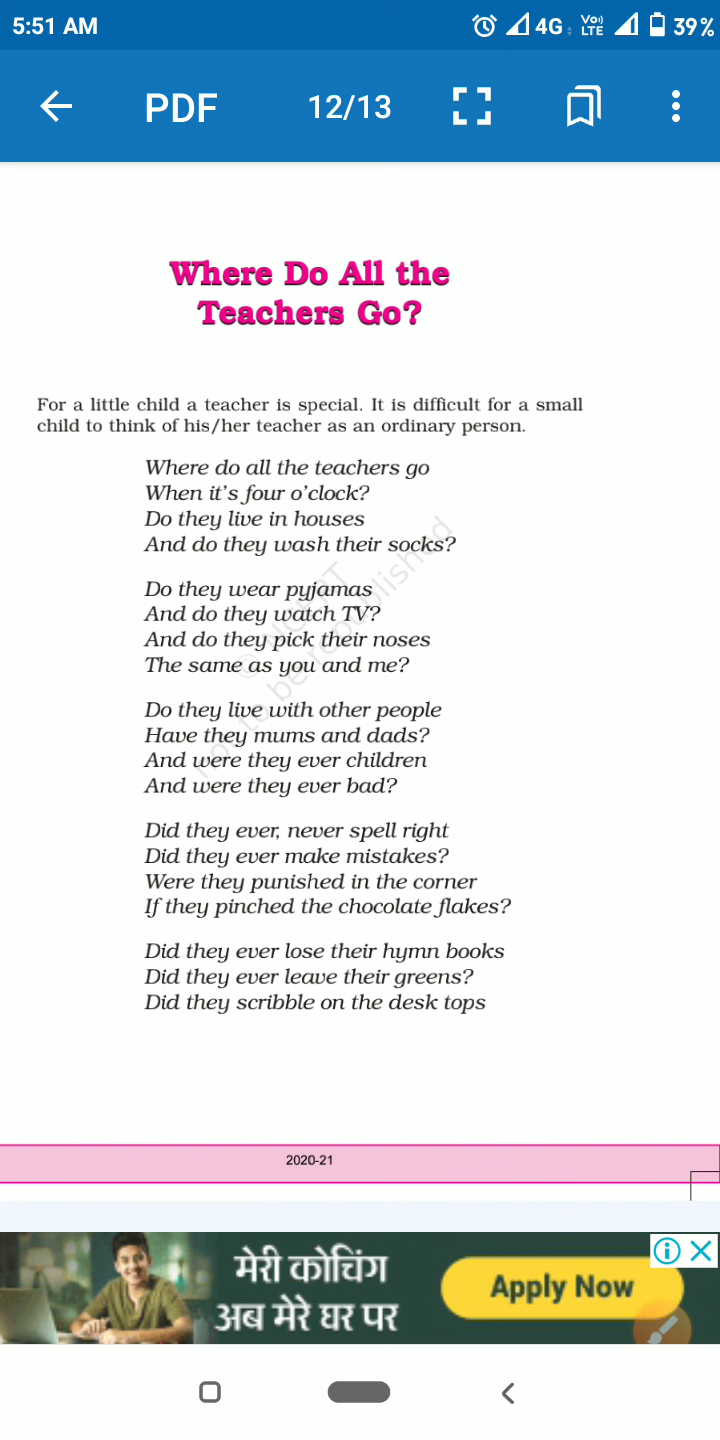 5:51 AM
4G VoLTE 39%
PDF 12/13
Where Do All the
Teachers Go?
For a little child a teacher is special. It is difficult for a small
child to think of his/her teacher as an ordinary person.
Where do all the teachers go
When it's four o'clock?
Do they live in houses
And do they wash their socks?
Do they wear pyjamas
And do they watch TV?
And do they pick their noses
The same as you and me?
Do they live with other people
Have they mums and dads?
And were they ever children
And were they ever bad?
Did they ever, never spell right
Did they ever make mistakes?
Were they punished in the corner
If they pinched the chocolate flakes?
Did they ever lose their hymn books
Did they ever leave their greens?
Did they scribble on the desk tops
© NCERT
not to be republished
2020-21
मेरी कोचिंग
अब मेरे घर पर
Apply Now